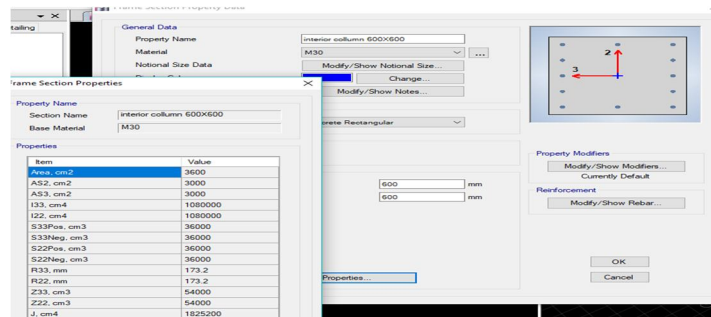 tailing
Frame Section Property Data
General Data
Property Name
interior collumn 600X600
Material
M30
...
Notional Size Data
Modify/Show Notional Size...
Change...
Modify/Show Notes...
2
3
Frame Section Properties
Property Name
Section Name
interior collumn 600X600
Base Material
M30
Properties
Item Value
Area, cm2 3600
AS2, cm2 3000
AS3, cm2 3000
I33, cm4 1080000
I22, cm4 1080000
S33Pos, cm3 36000
S33Neg, cm3 36000
S22Pos, cm3 36000
S22Neg, cm3 36000
R33, mm 173.2
R22, mm 173.2
Z33, cm3 54000
Z22, cm3 54000
J, cm4 1825200
crete Rectangular
600 mm
600 mm
Properties...
Property Modifiers
Modify/Show Modifiers...
Currently Default
Reinforcement
Modify/Show Rebar...
OK
Cancel